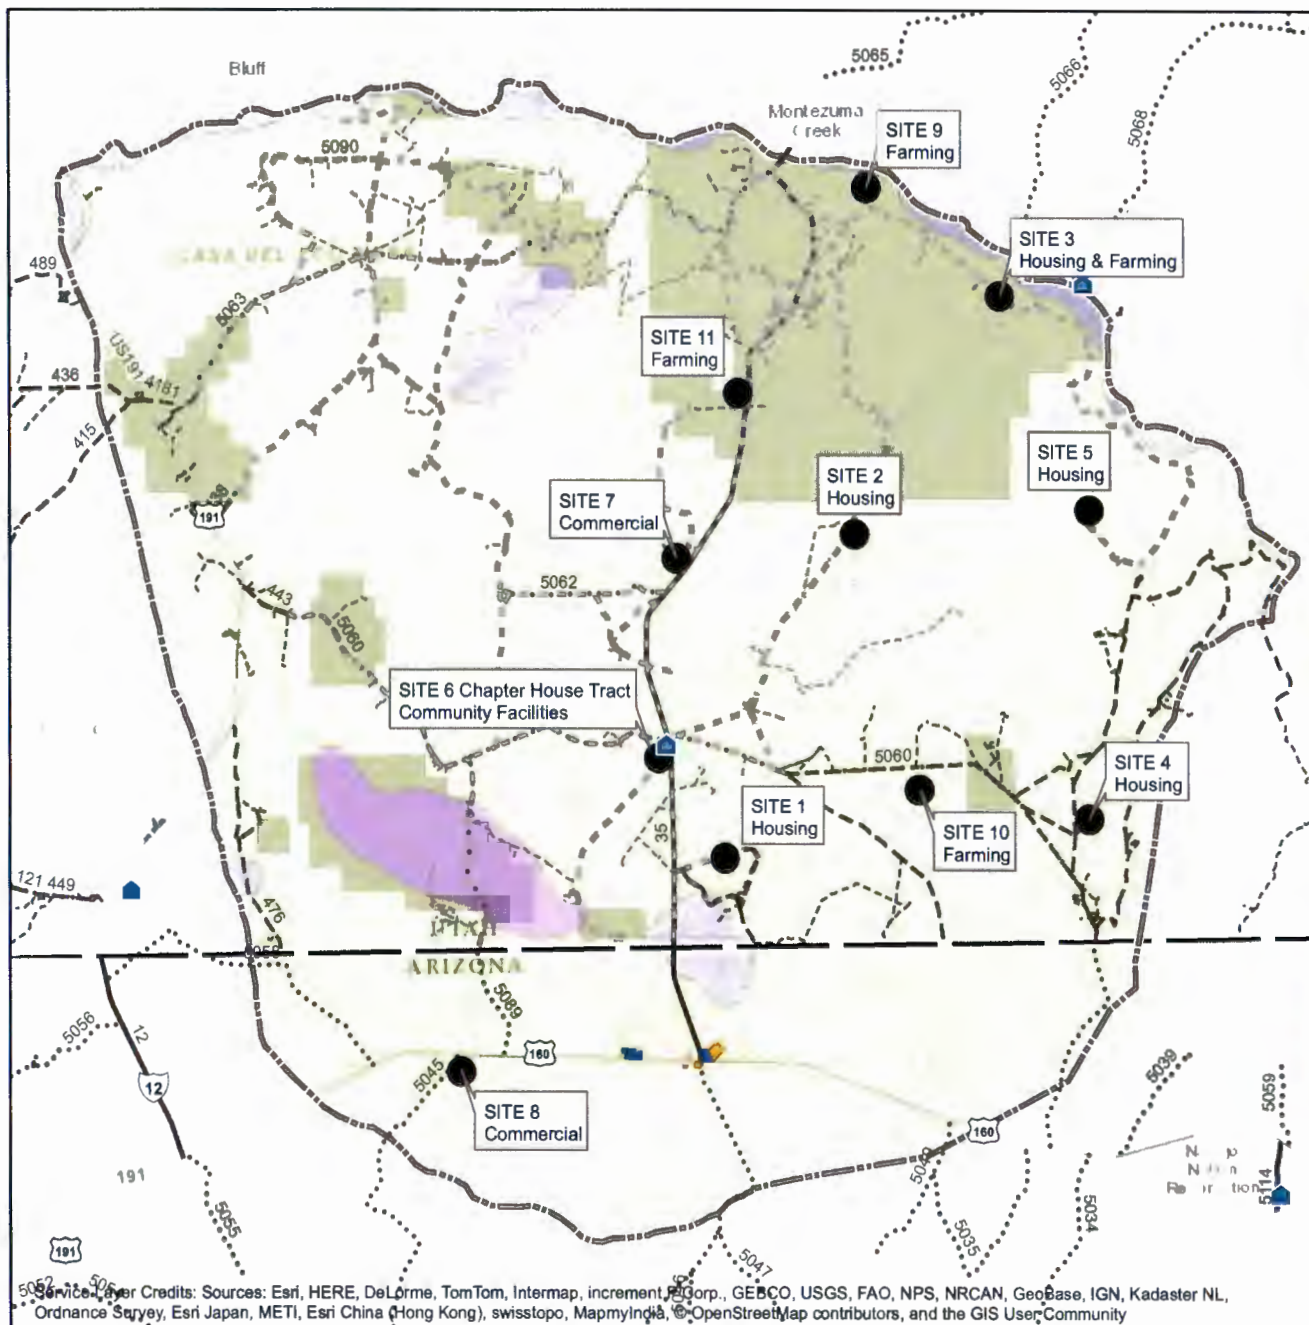 5065
5066
5068
Bluff
Montezuma
Creek
SITE 9
Farming
5090
SITE 3
Housing & Farming
489
5063
SITE 11
Farming
US191
4181
436
415
SITE 5
Housing
SITE 2
Housing
SITE 7
Commercial
191
5062
443
5060
SITE 6 Chapter House Tract
Community Facilities
5060
SITE 4
Housing
SITE 1
Housing
35
SITE 10
Farming
121 449
476
UTAH
ARIZONA
5089
5056
12
12
160
5045
SITE 8
Commercial
160
5039
5059
5114
5049
5034
5035
191
5055
191
5047
5052
Service Layer Credits: Sources: Esri, HERE, DeLorme, TomTom, Intermap, increment P Corp., GEBCO, USGS, FAO, NPS, NRCAN, GeoBase, IGN, Kadaster NL,
Ordnance Survey, Esri Japan, METI, Esri China (Hong Kong), swisstopo, MapmyIndia, © OpenStreetMap contributors, and the GIS User Community